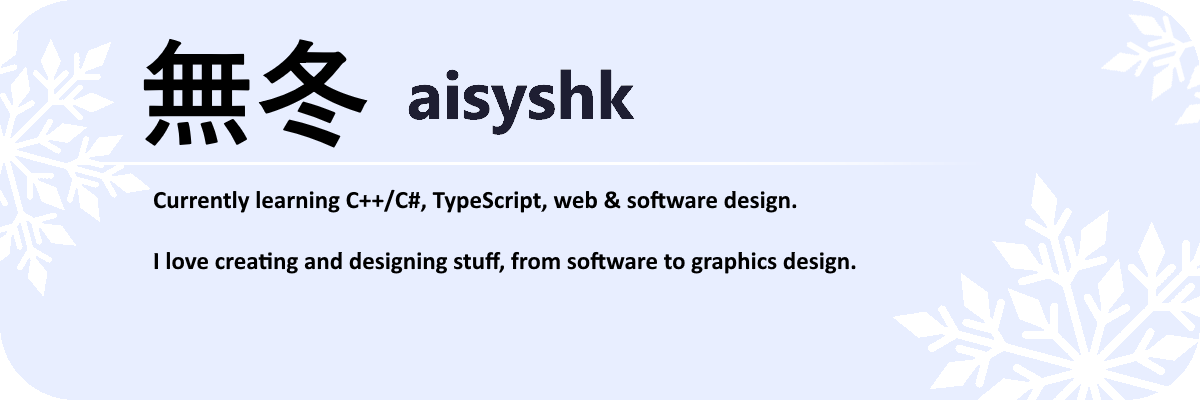 無冬 aisyshk
Currently learning C++/C#, TypeScript, web & software design.
I love creating and designing stuff, from software to graphics design.